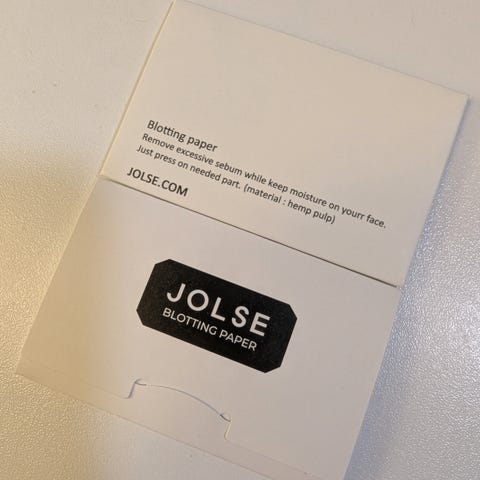 Blotting paper
Remove excessive sebum while keep moisture on yourr face.
Just press on needed part. (material : hemp pulp)
JOLSE.COM
JOLSE
BLOTTING PAPER